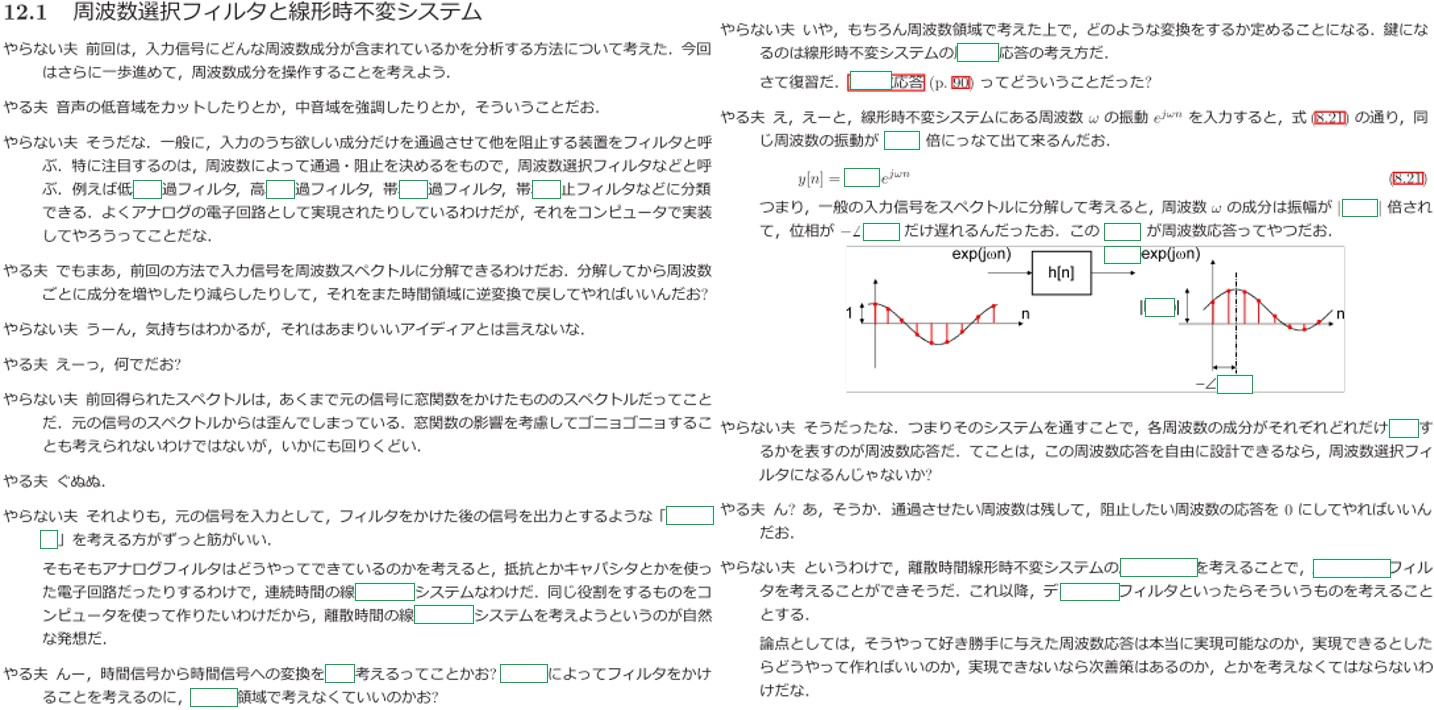 12.1 周波数選択フィルタと線形時不変システム
やらない夫 前回は，入力信号にどんな周波数成分が含まれているかを分析する方法について考えた．今回
はさらに一歩進めて，周波数成分を操作することを考えよう．
やる夫 音声の低音域をカットしたりとか，中音域を強調したりとか，そういうことだお．
やらない夫 そうだな．一般に，入力のうち欲しい成分だけを通過させて他を阻止する装置をフィルタと呼
ぶ．特に注目するのは，周波数によって通過・阻止を決めるをもので，周波数選択フィルタなどと呼
ぶ．例えば低 過フィルタ，高 過フィルタ，帯 過フィルタ，帯 止フィルタなどに分類
できる．よくアナログの電子回路として実現されたりしているわけだが，それをコンピュータで実装
してやろうってことだな．
やる夫 でもまあ，前回の方法で入力信号を周波数スペクトルに分解できるわけだお．分解してから周波数
ごとに成分を増やしたり減らしたりして，それをまた時間領域に逆変換で戻してやればいいんだお?
やらない夫 うーん，気持ちはわかるが，それはあまりいいアイディアとは言えないな．
やる夫 えーっ，何でだお?
やらない夫 前回得られたスペクトルは，あくまで元の信号に窓関数をかけたもののスペクトルだってこと
だ．元の信号のスペクトルからは歪んでしまっている．窓関数の影響を考慮してゴニョゴニョするこ
とも考えられないわけではないが，いかにも回りくどい．
やる夫 ぐぬぬ．
やらない夫 それよりも，元の信号を入力として，フィルタをかけた後の信号を出力とするような「
」を考える方がずっと筋がいい．
そもそもアナログフィルタはどうやってできているのかを考えると，抵抗とかキャパシタとかを使っ
た電子回路だったりするわけで，連続時間の線 システムなわけだ．同じ役割をするものをコ
ンピュータを使って作りたいわけだから，離散時間の線 システムを考えようというのが自然
な発想だ．
やる夫 んー，時間信号から時間信号への変換を 考えるってことかお? によってフィルタをかけ
ることを考えるのに， 領域で考えなくていいのかお?
やらない夫 いや，もちろん周波数領域で考えた上で，どのような変換をするか定めることになる．鍵にな
るのは線形時不変システムの 応答の考え方だ．
さて復習だ． 応答 (p. 90) ってどういうことだった?
やる夫 え，えーと，線形時不変システムにある周波数 ω の振動 e^{jωn} を入力すると，式 (8.21) の通り，同
じ周波数の振動が 倍にっなて出て来るんだお．
y[n] = e^{jωn} (8.21)
つまり，一般の入力信号をスペクトルに分解して考えると，周波数 ω の成分は振幅が | | 倍され
て，位相が −∠ だけ遅れるんだったお．この が周波数応答ってやつだお．
exp(jωn) h[n] exp(jωn)
1 n | | n
−∠
やらない夫 そうだったな．つまりそのシステムを通すことで，各周波数の成分がそれぞれどれだけ す
るかを表すのが周波数応答だ．てことは，この周波数応答を自由に設計できるなら，周波数選択フィ
ルタになるんじゃないか?
やる夫 ん? あ，そうか．通過させたい周波数は残して，阻止したい周波数の応答を 0 にしてやればいいん
だお．
やらない夫 というわけで，離散時間線形時不変システムの を考えることで， フィル
タを考えることができそうだ．これ以降，デ フィルタといったらそういうものを考えること
とする．
論点としては，そうやって好き勝手に与えた周波数応答は本当に実現可能なのか，実現できるとした
らどうやって作ればいいのか，実現できないなら次善策はあるのか，とかを考えなくてはならないわ
けだな．